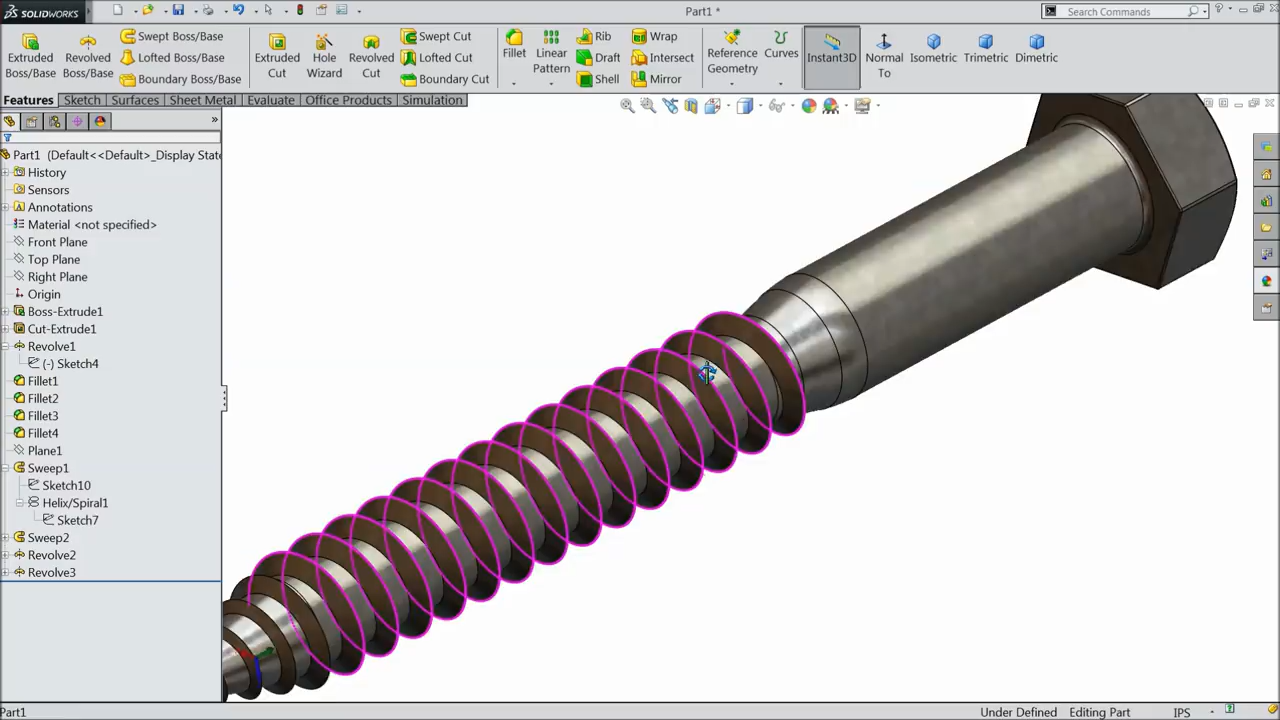 SOLIDWORKS
Part1 *
Search Commands
Extruded Boss/Base
Revolved Boss/Base
Swept Boss/Base
Lofted Boss/Base
Boundary Boss/Base
Extruded Cut
Hole Wizard
Revolved Cut
Swept Cut
Lofted Cut
Boundary Cut
Fillet
Linear Pattern
Rib
Draft
Shell
Wrap
Intersect
Mirror
Reference Geometry
Curves
Instant3D
Normal To
Isometric
Trimetric
Dimetric
Features Sketch Surfaces Sheet Metal Evaluate Office Products Simulation
Part1 (Default<<Default>_Display State
History
Sensors
Annotations
Material <not specified>
Front Plane
Top Plane
Right Plane
Origin
Boss-Extrude1
Cut-Extrude1
Revolve1
(-) Sketch4
Fillet1
Fillet2
Fillet3
Fillet4
Plane1
Sweep1
Sketch10
Helix/Spiral1
Sketch7
Sweep2
Revolve2
Revolve3
Part1 Under Defined Editing Part IPS